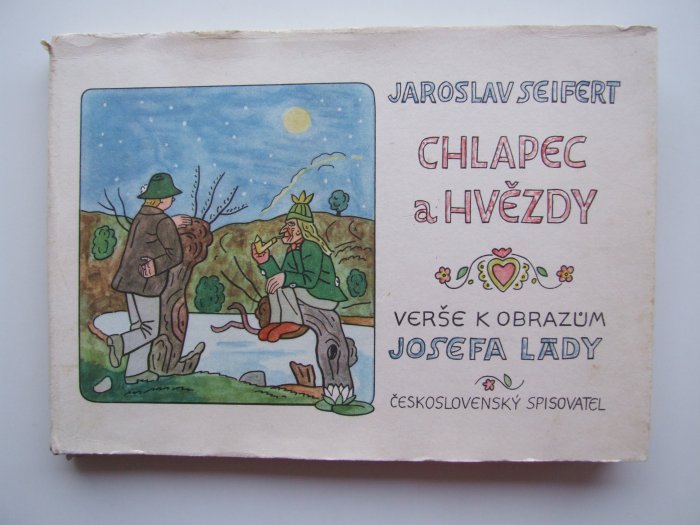 JAROSLAV SEIFERT
CHLAPEC
a HVĚZDY
VERŠE K OBRAZŮM
JOSEFA LADY
ČESKOSLOVENSKÝ SPISOVATEL